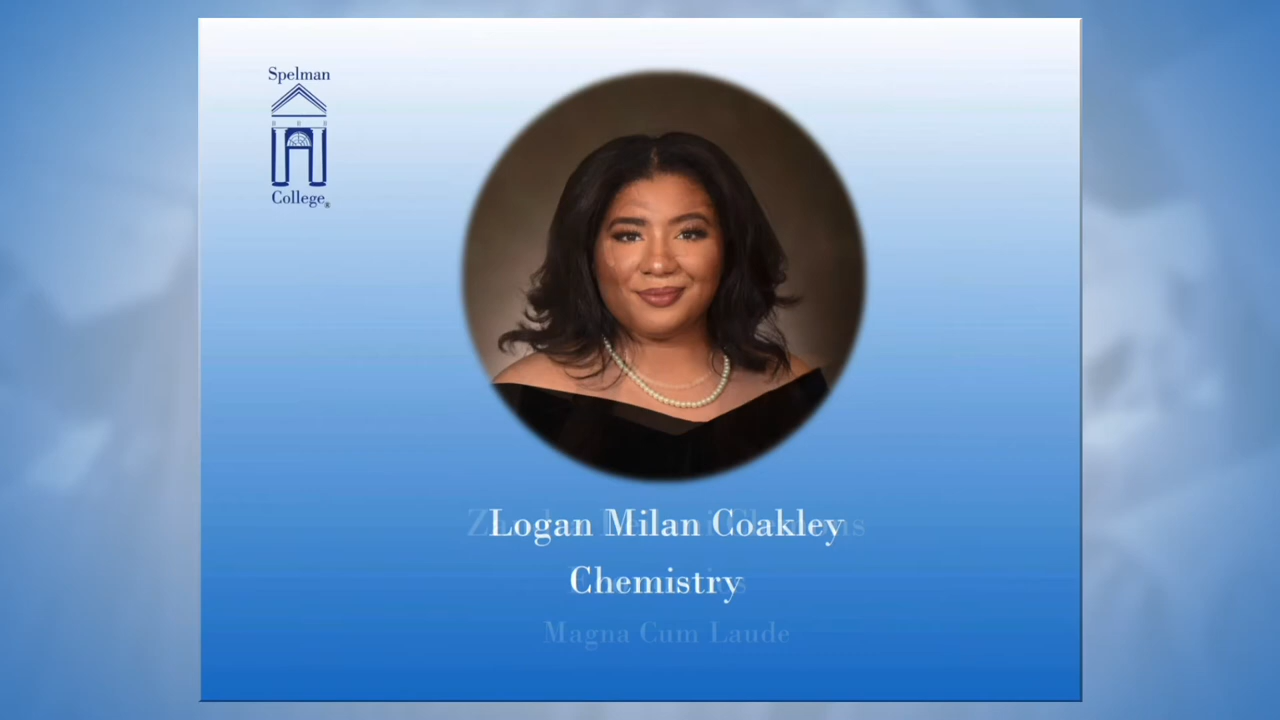 Spelman
College®
Logan Milan Coakley
Chemistry
Magna Cum Laude